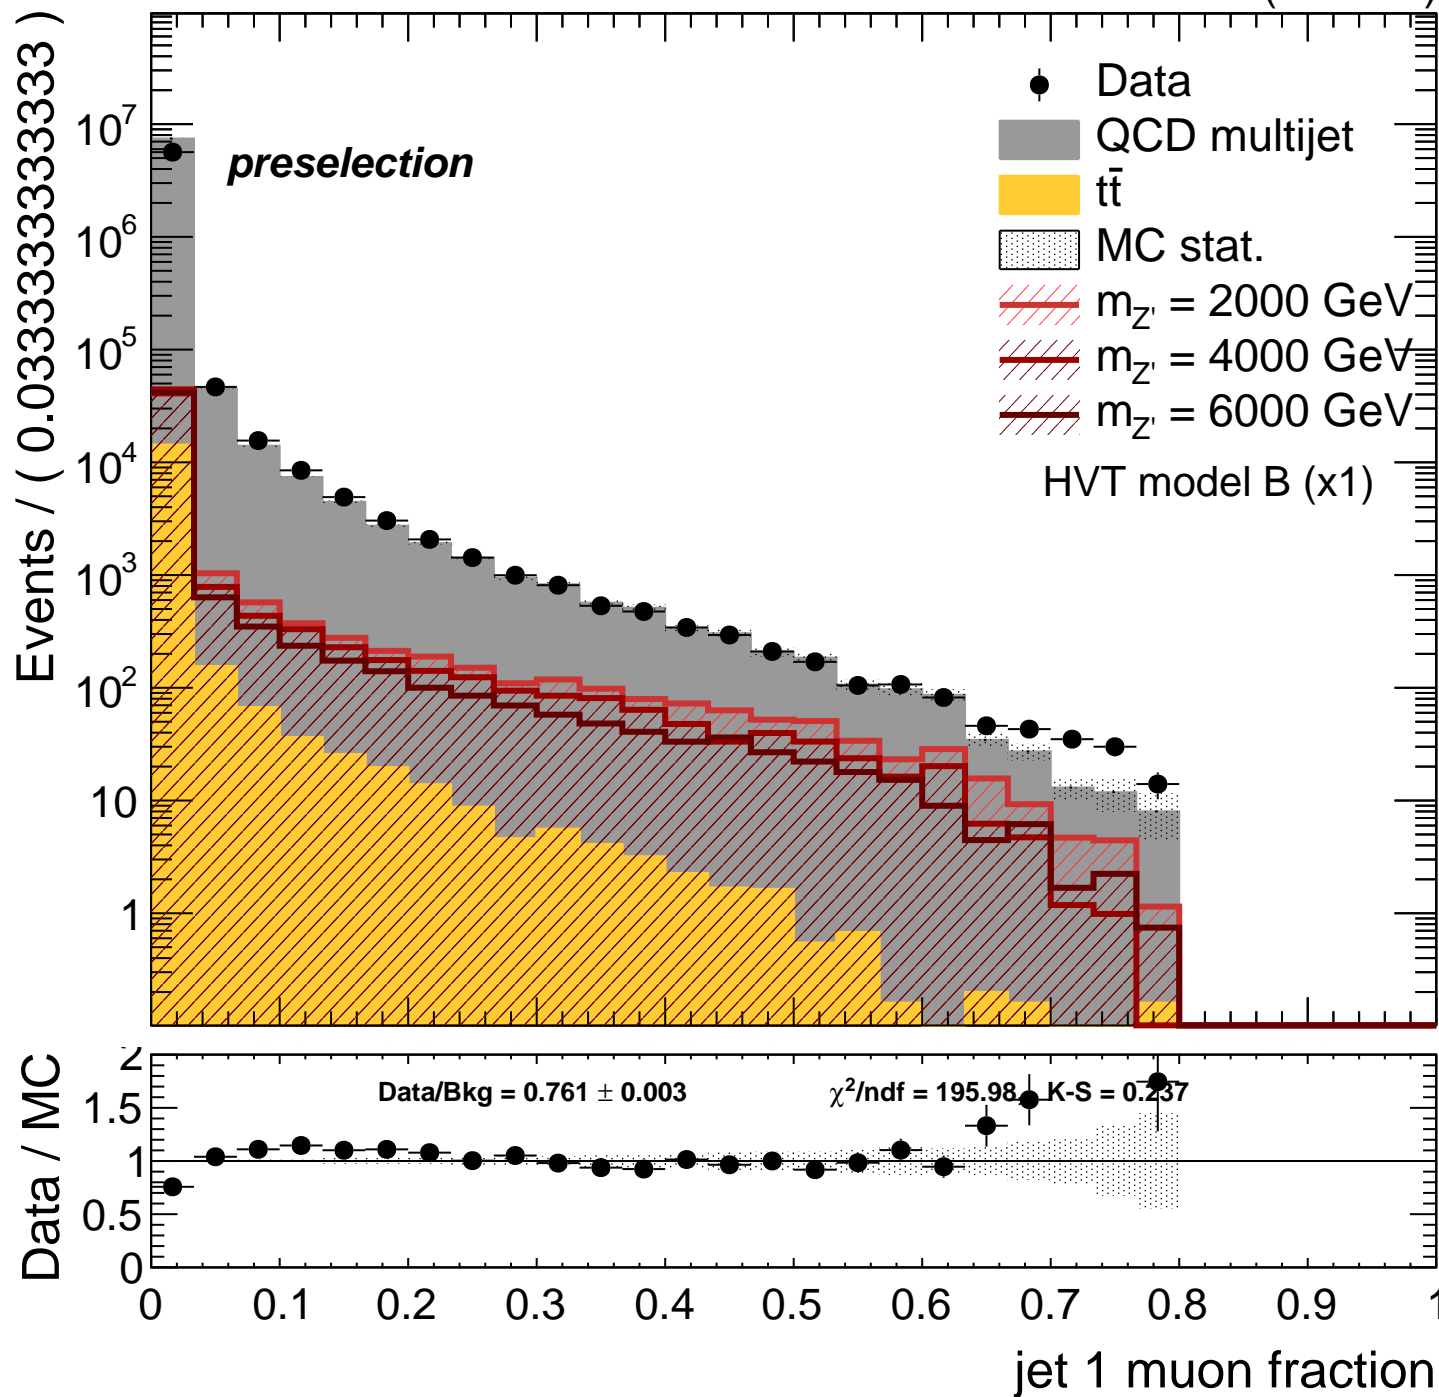 Events / ( 0.0333333333333 )
10^7
10^6
10^5
10^4
10^3
10^2
10
1
preselection
Data
QCD multijet
tt̄
MC stat.
m_Z' = 2000 GeV
m_Z' = 4000 GeV
m_Z' = 6000 GeV
HVT model B (x1)
Data / MC
2
1.5
1
0.5
0
Data/Bkg = 0.761 ± 0.003
χ²/ndf = 195.98, K-S = 0.237
0 0.1 0.2 0.3 0.4 0.5 0.6 0.7 0.8 0.9 1
jet 1 muon fraction